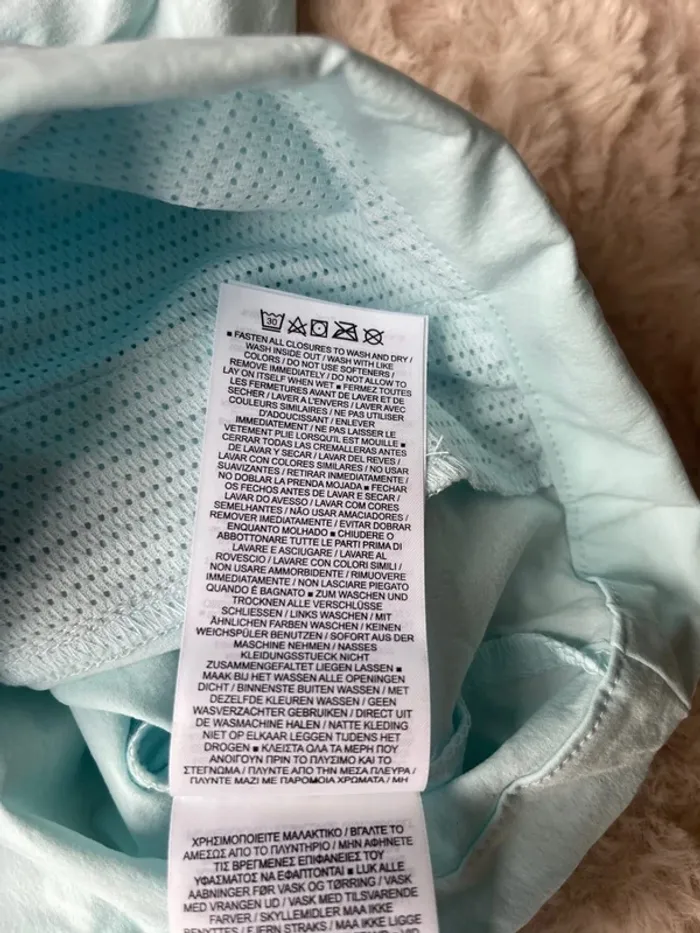 30
■ FASTEN ALL CLOSURES TO WASH AND DRY /
WASH INSIDE OUT / WASH WITH LIKE
COLORS / DO NOT USE SOFTENERS /
REMOVE IMMEDIATELY / DO NOT ALLOW TO
LAY ON ITSELF WHEN WET ■ FERMEZ TOUTES
LES FERMETURES AVANT DE LAVER ET DE
SECHER / LAVER A L'ENVERS / LAVER AVEC
COULEURS SIMILAIRES / NE PAS UTILISER
D'ADOUCISSANT / ENLEVER
IMMEDIATEMENT / NE PAS LAISSER LE
VETEMENT PLIE LORSQU'IL EST MOUILLE ■
CERRAR TODAS LAS CREMALLERAS ANTES
DE LAVAR Y SECAR / LAVAR DEL REVES /
LAVAR CON COLORES SIMILARES / NO USAR
SUAVIZANTES / RETIRAR INMEDIATAMENTE /
NO DOBLAR LA PRENDA MOJADA ■ FECHAR
OS FECHOS ANTES DE LAVAR E SECAR /
LAVAR DO AVESSO / LAVAR COM CORES
SEMELHANTES / NÃO USAR AMACIADORES /
REMOVER IMEDIATAMENTE / EVITAR DOBRAR
ENQUANTO MOLHADO ■ CHIUDERE O
ABBOTTONARE TUTTE LE PARTI PRIMA DI
LAVARE E ASCIUGARE / LAVARE AL
ROVESCIO / LAVARE CON COLORI SIMILI /
NON USARE AMMORBIDENTE / RIMUOVERE
IMMEDIATAMENTE / NON LASCIARE PIEGATO
QUANDO È BAGNATO ■ ZUM WASCHEN UND
TROCKNEN ALLE VERSCHLÜSSE
SCHLIESSEN / LINKS WASCHEN / MIT
ÄHNLICHEN FARBEN WASCHEN / KEINEN
WEICHSPÜLER BENUTZEN / SOFORT AUS DER
MASCHINE NEHMEN / NASSES
KLEIDUNGSSTUECK NICHT
ZUSAMMENGEFALTET LIEGEN LASSEN ■
MAAK BIJ HET WASSEN ALLE OPENINGEN
DICHT / BINNENSTE BUITEN WASSEN / MET
DEZELFDE KLEUREN WASSEN / GEEN
WASVERZACHTER GEBRUIKEN / DIRECT UIT
DE WASMACHINE HALEN / NATTE KLEDING
NIET OP ELKAAR LEGGEN TIJDENS HET
DROGEN ■ ΚΛΕΙΣΤΑ ΟΛΑ ΤΑ ΜΕΡΗ ΠΟΥ
ΑΝΟΙΓΟΥΝ ΠΡΙΝ ΤΟ ΠΛΥΣΙΜΟ ΚΑΙ ΤΟ
ΣΤΕΓΝΩΜΑ / ΠΛΥΝΤΕ ΑΠΟ ΤΗΝ ΜΕΣΑ ΠΛΕΥΡΑ /
ΠΛΥΝΤΕ ΜΑΖΙ ΜΕ ΠΑΡΟΜΟΙΑ ΧΡΩΜΑΤΑ / ΜΗ
ΧΡΗΣΙΜΟΠΟΙΕΙΤΕ ΜΑΛΑΚΤΙΚΟ / ΒΓΑΛΤΕ ΤΟ
ΑΜΕΣΩΣ ΑΠΟ ΤΟ ΠΛΥΝΤΗΡΙΟ / ΜΗΝ ΑΦΗΝΕΤΕ
ΤΙΣ ΒΡΕΓΜΕΝΕΣ ΕΠΙΦΑΝΕΙΕΣ ΤΟΥ
ΥΦΑΣΜΑΤΟΣ ΝΑ ΕΦΑΠΤΟΝΤΑΙ ■ LUK ALLE
AABNINGER FØR VASK OG TØRRING / VASK
MED VRANGEN UD / VASK MED TILSVARENDE
FARVER / SKYLLEMIDLER MAA IKKE
BENYTTES / FJERN STRAKS / MAA IKKE LIGGE